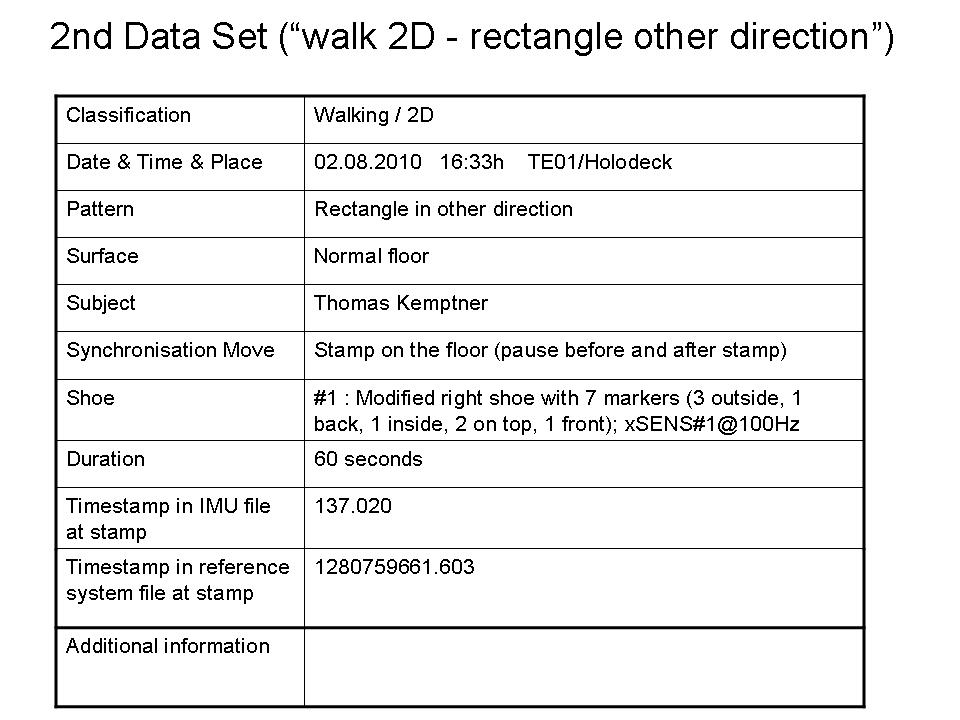 2nd Data Set (“walk 2D - rectangle other direction”)
Classification Walking / 2D
Date & Time & Place 02.08.2010 16:33h TE01/Holodeck
Pattern Rectangle in other direction
Surface Normal floor
Subject Thomas Kemptner
Synchronisation Move Stamp on the floor (pause before and after stamp)
Shoe #1 : Modified right shoe with 7 markers (3 outside, 1
back, 1 inside, 2 on top, 1 front); xSENS#1@100Hz
Duration 60 seconds
Timestamp in IMU file 137.020
at stamp
Timestamp in reference 1280759661.603
system file at stamp
Additional information